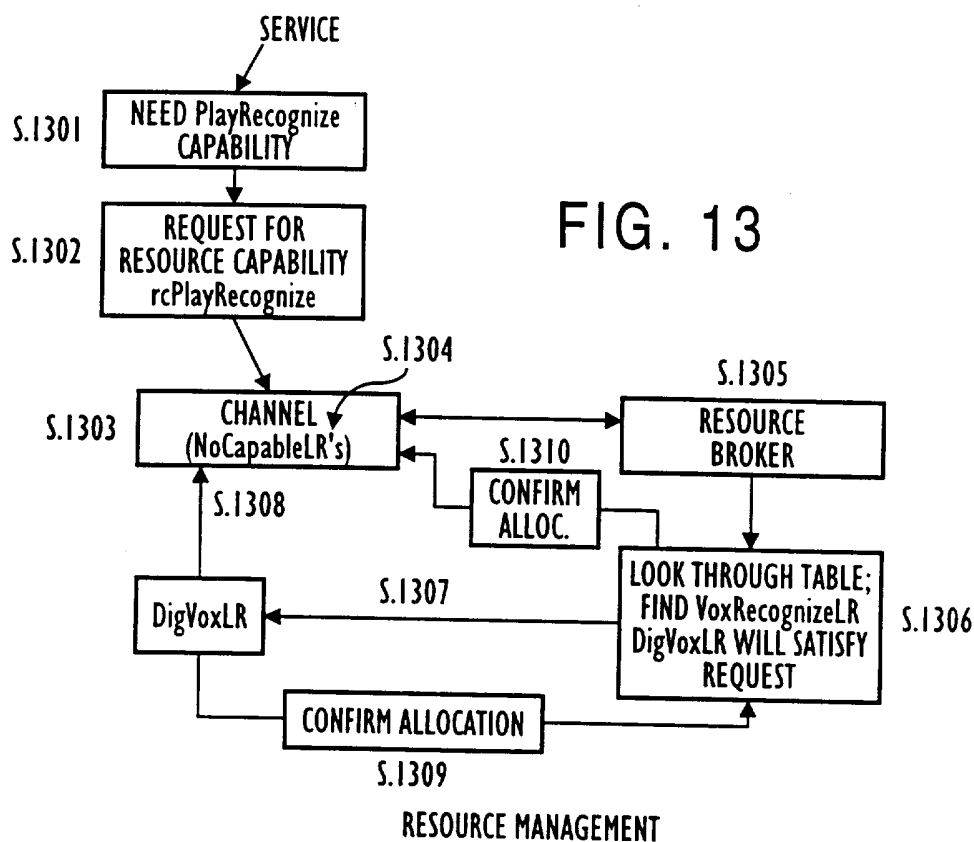 SERVICE
S.1301
NEED PlayRecognize
CAPABILITY
S.1302
REQUEST FOR
RESOURCE CAPABILITY
rcPlayRecognize
FIG. 13
S.1304
S.1303
CHANNEL
(NoCapableLR's)
S.1305
RESOURCE
BROKER
S.1310
CONFIRM
ALLOC.
S.1308
DigVoxLR
S.1307
LOOK THROUGH TABLE;
FIND VoxRecognizeLR
DigVoxLR WILL SATISFY
REQUEST
S.1306
CONFIRM ALLOCATION
S.1309
RESOURCE MANAGEMENT